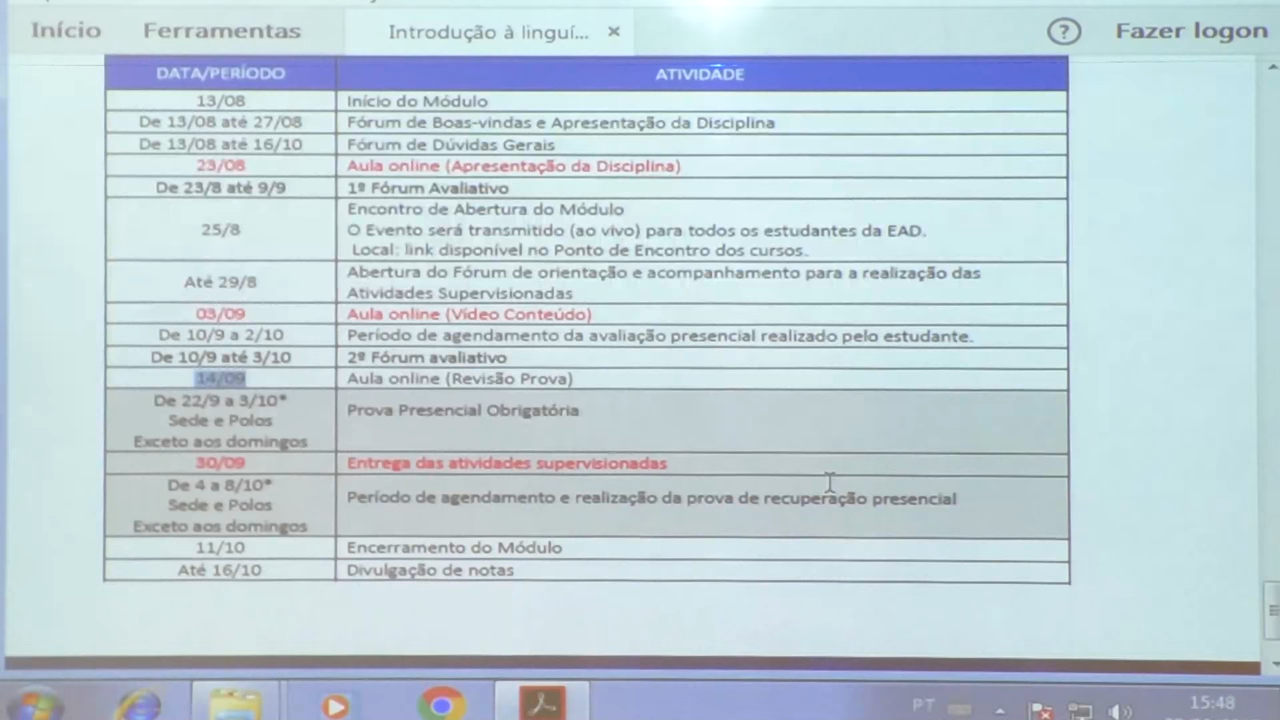 Início Ferramentas Introdução à linguí... × ? Fazer logon
DATA/PERÍODO ATIVIDADE
13/08 Início do Módulo
De 13/08 até 27/08 Fórum de Boas-vindas e Apresentação da Disciplina
De 13/08 até 16/10 Fórum de Dúvidas Gerais
23/08 Aula online (Apresentação da Disciplina)
De 23/8 até 9/9 1º Fórum Avaliativo
25/8 Encontro de Abertura do Módulo
O Evento será transmitido (ao vivo) para todos os estudantes da EAD.
Local: link disponível no Ponto de Encontro dos cursos.
Até 29/8 Abertura do Fórum de orientação e acompanhamento para a realização das
Atividades Supervisionadas
03/09 Aula online (Vídeo Conteúdo)
De 10/9 a 2/10 Período de agendamento da avaliação presencial realizado pelo estudante.
De 10/9 até 3/10 2º Fórum avaliativo
14/09 Aula online (Revisão Prova)
De 22/9 a 3/10* Prova Presencial Obrigatória
Sede e Polos
Exceto aos domingos
30/09 Entrega das atividades supervisionadas
De 4 a 8/10* Período de agendamento e realização da prova de recuperação presencial
Sede e Polos
Exceto aos domingos
11/10 Encerramento do Módulo
Até 16/10 Divulgação de notas
PT 15:48